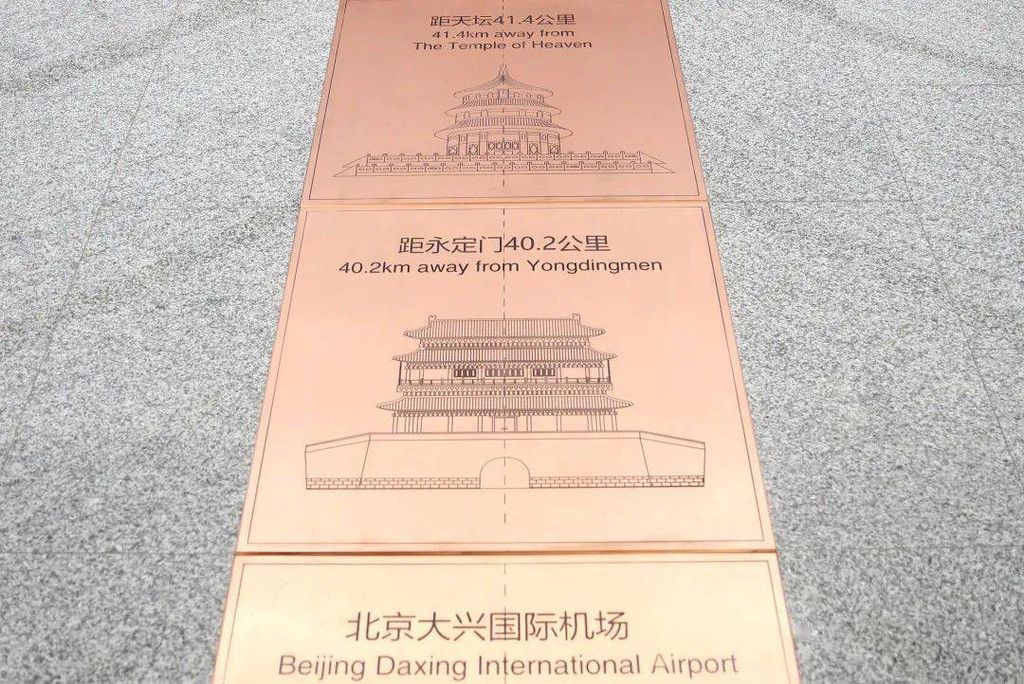 距天坛41.4公里
41.4km away from
The Temple of Heaven
距永定门40.2公里
40.2km away from Yongdingmen
北京大兴国际机场
Beijing Daxing International Airport